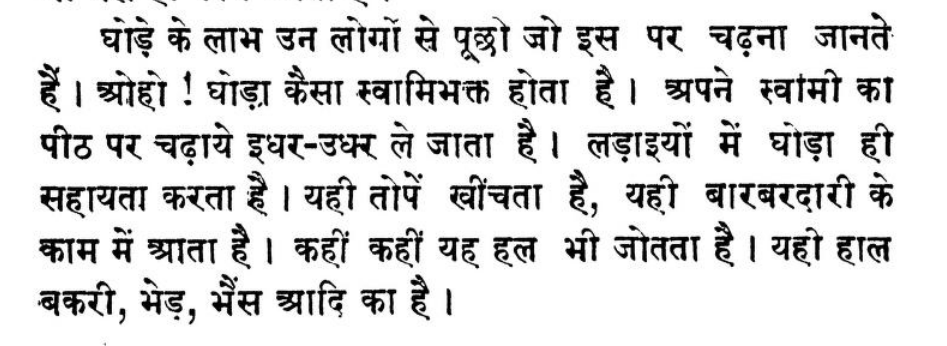 घोड़े के लाभ उन लोगों से पूछो जो इस पर चढ़ना जानते
हैं। ओहो ! घोड़ा कैसा स्वामिभक्त होता है। अपने स्वामी का
पीठ पर चढ़ाये इधर-उधर ले जाता है। लड़ाइयों में घोड़ा ही
सहायता करता है। यही तोपें खींचता है, यही बारबरदारी के
काम में आता है। कहीं कहीं यह हल भी जोतता है। यही हाल
बकरी, भेड़, भैंस आदि का है।